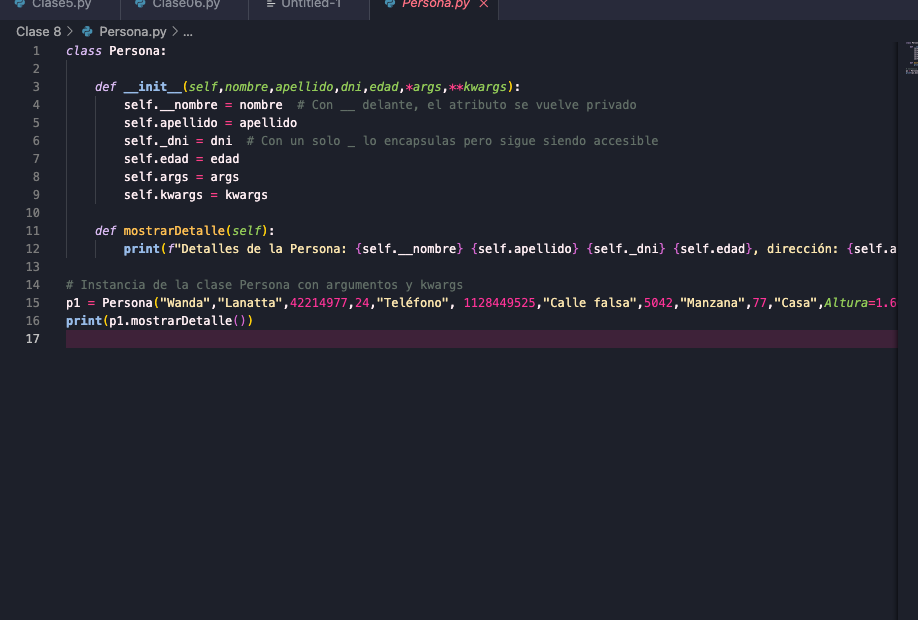 Clase5.py Clase06.py Untitled-1 Persona.py ×
Clase 8 > Persona.py > ...
1 class Persona:
2
3 def __init__(self,nombre,apellido,dni,edad,*args,**kwargs):
4 self.__nombre = nombre # Con __ delante, el atributo se vuelve privado
5 self.apellido = apellido
6 self._dni = dni # Con un solo _ lo encapsulas pero sigue siendo accesible
7 self.edad = edad
8 self.args = args
9 self.kwargs = kwargs
10
11 def mostrarDetalle(self):
12 print(f"Detalles de la Persona: {self.__nombre} {self.apellido} {self._dni} {self.edad}, dirección: {self.a
13
14 # Instancia de la clase Persona con argumentos y kwargs
15 p1 = Persona("Wanda","Lanatta",42214977,24,"Teléfono", 1128449525,"Calle falsa",5042,"Manzana",77,"Casa",Altura=1.6
16 print(p1.mostrarDetalle())
17